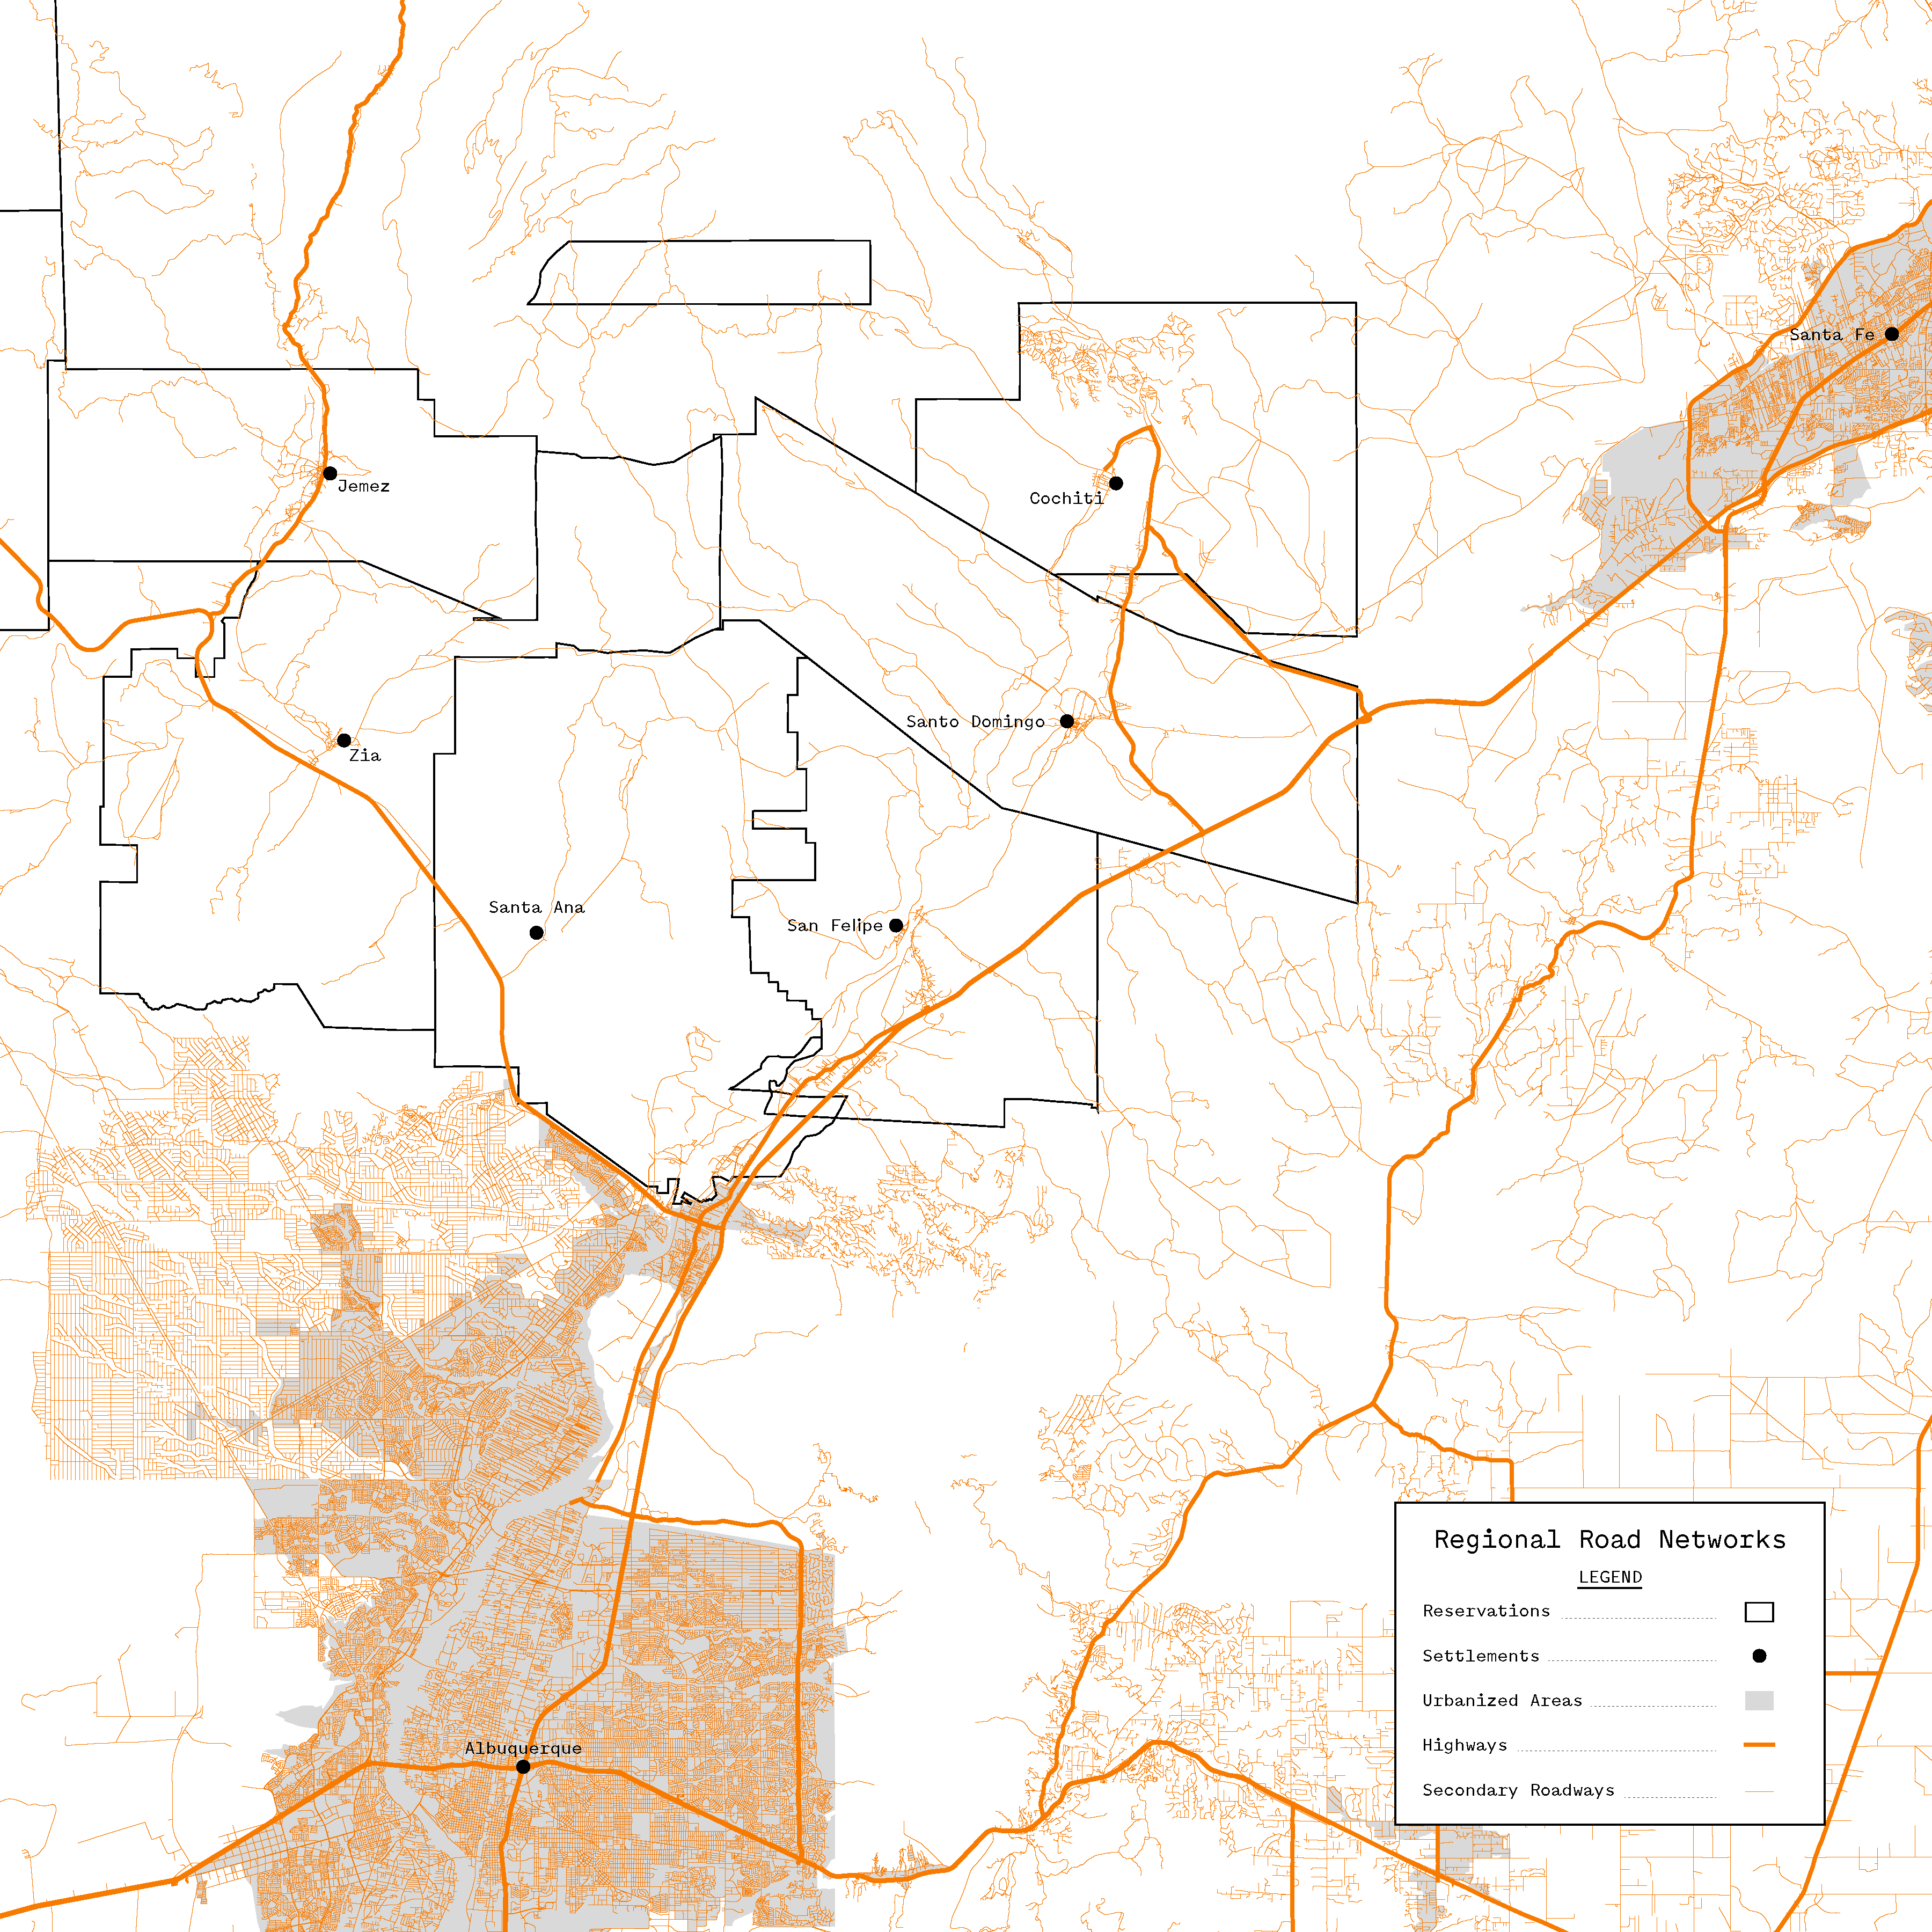 Santa Fe
Jemez
Cochiti
Santo Domingo
Zia
Santa Ana
San Felipe
Albuquerque
Regional Road Networks
LEGEND
Reservations
Settlements
Urbanized Areas
Highways
Secondary Roadways